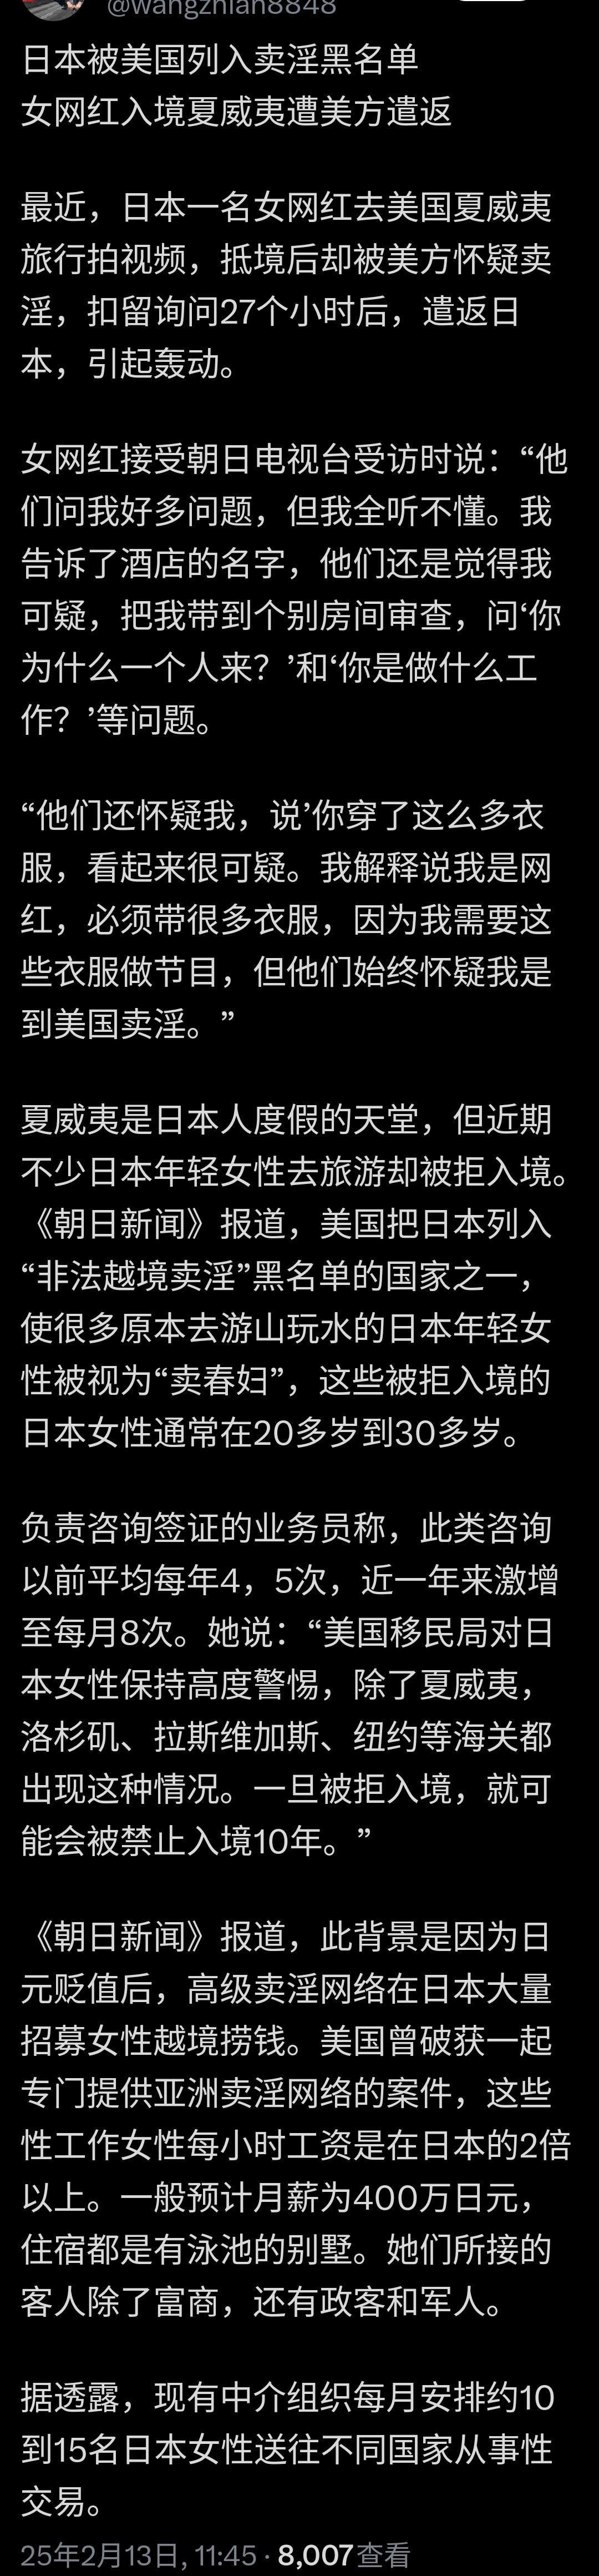 @wangzhian8848
日本被美国列入卖淫黑名单
女网红入境夏威夷遭美方遣返
最近，日本一名女网红去美国夏威夷
旅行拍视频，抵境后却被美方怀疑卖
淫，扣留询问27个小时后，遣返日
本，引起轰动。
女网红接受朝日电视台受访时说：“他
们问我好多问题，但我全听不懂。我
告诉了酒店的名字，他们还是觉得我
可疑，把我带到个别房间审查，问‘你
为什么一个人来？’和‘你是做什么工
作？’等问题。
“他们还怀疑我，说’你穿了这么多衣
服，看起来很可疑。我解释说我是网
红，必须带很多衣服，因为我需要这
些衣服做节目，但他们始终怀疑我是
到美国卖淫。”
夏威夷是日本人度假的天堂，但近期
不少日本年轻女性去旅游却被拒入境。
《朝日新闻》报道，美国把日本列入
“非法越境卖淫”黑名单的国家之一，
使很多原本去游山玩水的日本年轻女
性被视为“卖春妇”，这些被拒入境的
日本女性通常在20多岁到30多岁。
负责咨询签证的业务员称，此类咨询
以前平均每年4，5次，近一年来激增
至每月8次。她说：“美国移民局对日
本女性保持高度警惕，除了夏威夷，
洛杉矶、拉斯维加斯、纽约等海关都
出现这种情况。一旦被拒入境，就可
能会被禁止入境10年。”
《朝日新闻》报道，此背景是因为日
元贬值后，高级卖淫网络在日本大量
招募女性越境捞钱。美国曾破获一起
专门提供亚洲卖淫网络的案件，这些
性工作女性每小时工资是在日本的2倍
以上。一般预计月薪为400万日元，
住宿都是有泳池的别墅。她们所接的
客人除了富商，还有政客和军人。
据透露，现有中介组织每月安排约10
到15名日本女性送往不同国家从事性
交易。
25年2月13日, 11:45 · 8,007查看